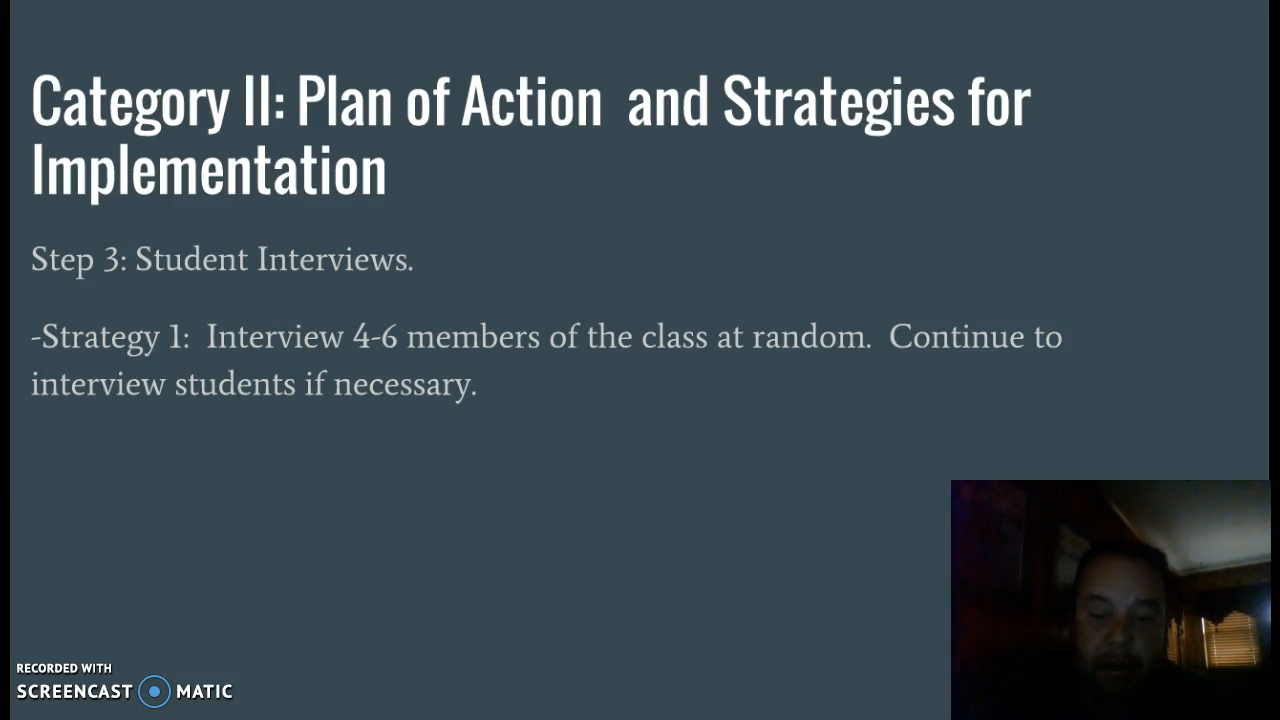 Category II: Plan of Action  and Strategies for
Implementation
Step 3: Student Interviews.
-Strategy 1:  Interview 4-6 members of the class at random.  Continue to
interview students if necessary.
RECORDED WITH
SCREENCAST MATIC